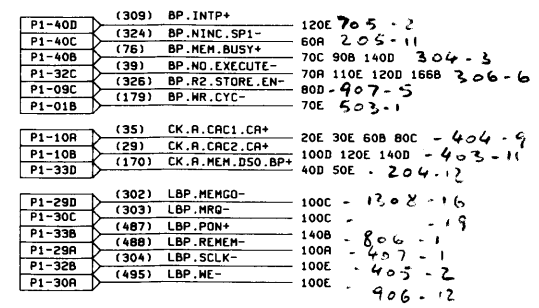 P1-40D (309) BP.INTP+ 120E 705 - 2
P1-40C (324) BP.NINC.SP1- 60A 205-11
P1-40B (76) BP.MEM.BUSY+ 70C 90B 140D 304-3
P1-32C (39) BP.NO.EXECUTE- 70A 110E 120D 166B 306-6
P1-09C (326) BP.R2.STORE.EN- 80D -907-5
P1-01B (179) BP.WR.CYC- 70E 503-1
P1-10A (35) CK.A.CAC1.CA+ 20E 30E 60B 80C - 404 - 9
P1-10B (29) CK.A.CAC2.CA+ 100D 120E 140D - 403-11
P1-33D (170) CK.A.MEM.DSO.BP+ 40D 50E - 204-12
P1-29D (302) LBP.MEMGO- 100C - 1308 - 16
P1-30C (303) LBP.MRQ- 100C - - 19
P1-33B (487) LBP.PON+ 140B - 806 - 1
P1-29A (488) LBP.REMEM- 100A - 407 - 1
P1-32B (304) LBP.SCLK- 100E - 405 - 2
P1-30A (495) LBP.WE- 100E 906 - 12